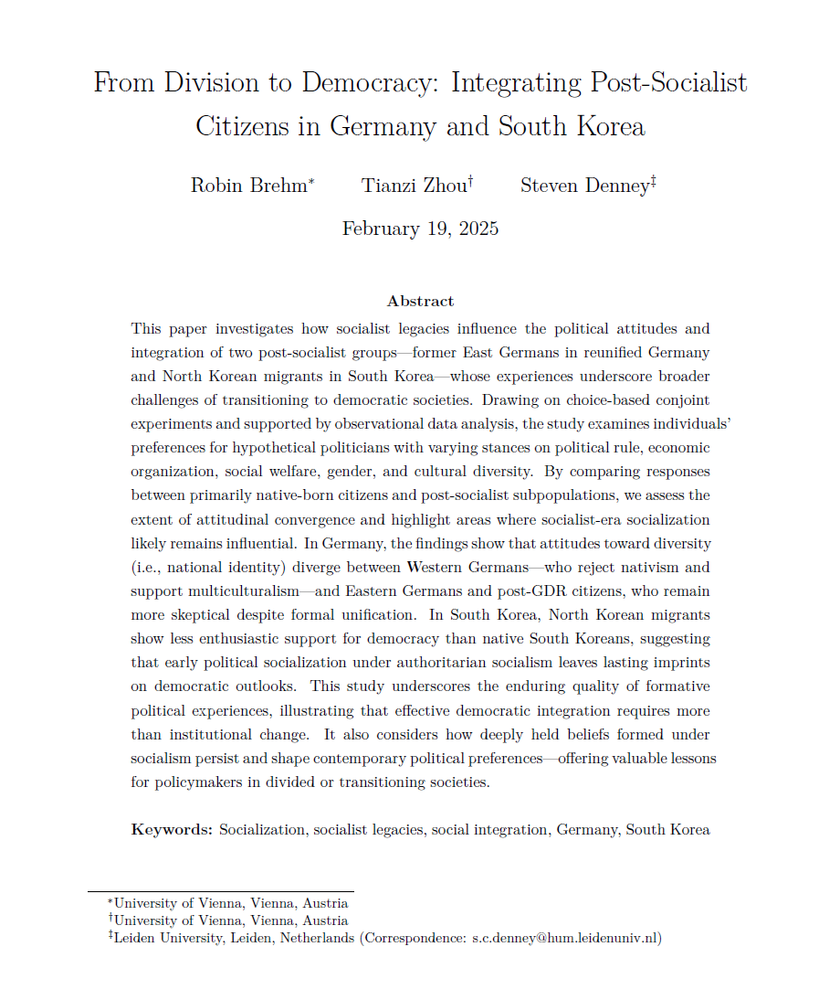 From Division to Democracy: Integrating Post-Socialist
Citizens in Germany and South Korea
Robin Brehm* Tianzi Zhou† Steven Denney‡
February 19, 2025
Abstract
This paper investigates how socialist legacies influence the political attitudes and
integration of two post-socialist groups—former East Germans in reunified Germany
and North Korean migrants in South Korea—whose experiences underscore broader
challenges of transitioning to democratic societies. Drawing on choice-based conjoint
experiments and supported by observational data analysis, the study examines individuals’
preferences for hypothetical politicians with varying stances on political rule, economic
organization, social welfare, gender, and cultural diversity. By comparing responses
between primarily native-born citizens and post-socialist subpopulations, we assess the
extent of attitudinal convergence and highlight areas where socialist-era socialization
likely remains influential. In Germany, the findings show that attitudes toward diversity
(i.e., national identity) diverge between Western Germans—who reject nativism and
support multiculturalism—and Eastern Germans and post-GDR citizens, who remain
more skeptical despite formal unification. In South Korea, North Korean migrants
show less enthusiastic support for democracy than native South Koreans, suggesting
that early political socialization under authoritarian socialism leaves lasting imprints
on democratic outlooks. This study underscores the enduring quality of formative
political experiences, illustrating that effective democratic integration requires more
than institutional change. It also considers how deeply held beliefs formed under
socialism persist and shape contemporary political preferences—offering valuable lessons
for policymakers in divided or transitioning societies.
Keywords: Socialization, socialist legacies, social integration, Germany, South Korea
*University of Vienna, Vienna, Austria
†University of Vienna, Vienna, Austria
‡Leiden University, Leiden, Netherlands (Correspondence: s.c.denney@hum.leidenuniv.nl)